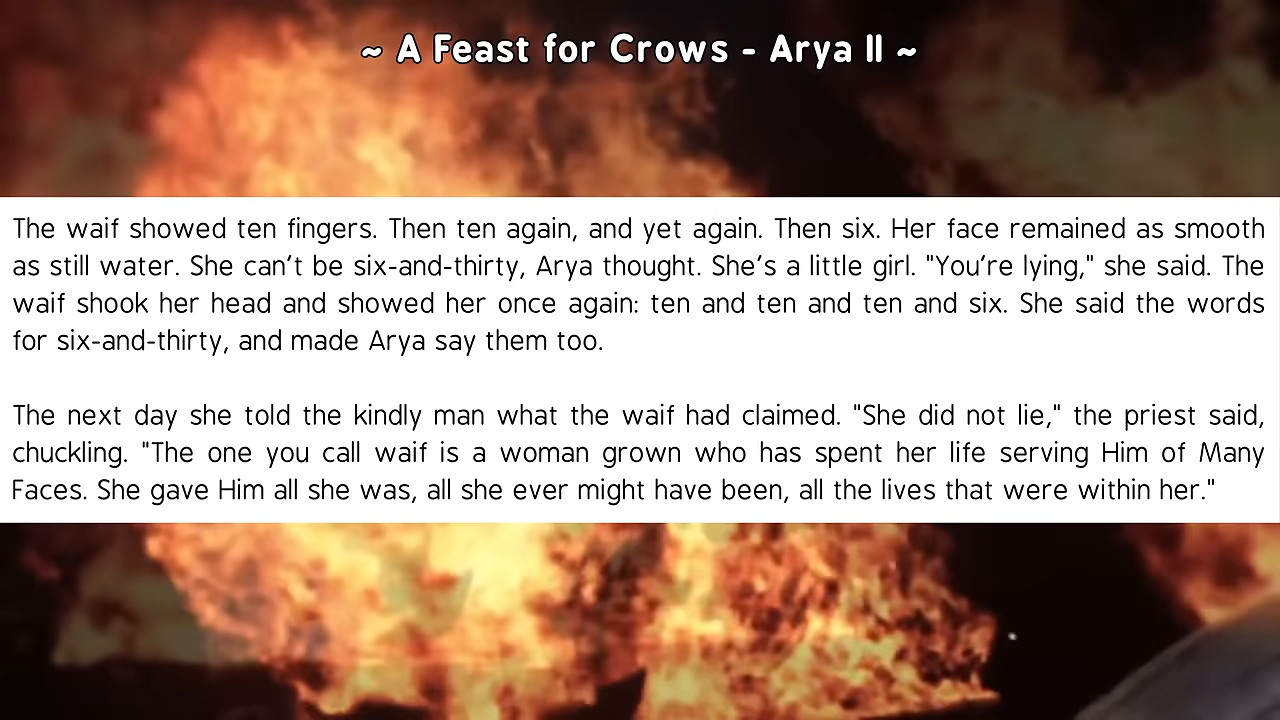 ~ A Feast for Crows - Arya II ~
The waif showed ten fingers. Then ten again, and yet again. Then six. Her face remained as smooth
as still water. She can't be six-and-thirty, Arya thought. She's a little girl. "You're lying," she said. The
waif shook her head and showed her once again: ten and ten and ten and six. She said the words
for six-and-thirty, and made Arya say them too.
The next day she told the kindly man what the waif had claimed. "She did not lie," the priest said,
chuckling. "The one you call waif is a woman grown who has spent her life serving Him of Many
Faces. She gave Him all she was, all she ever might have been, all the lives that were within her."